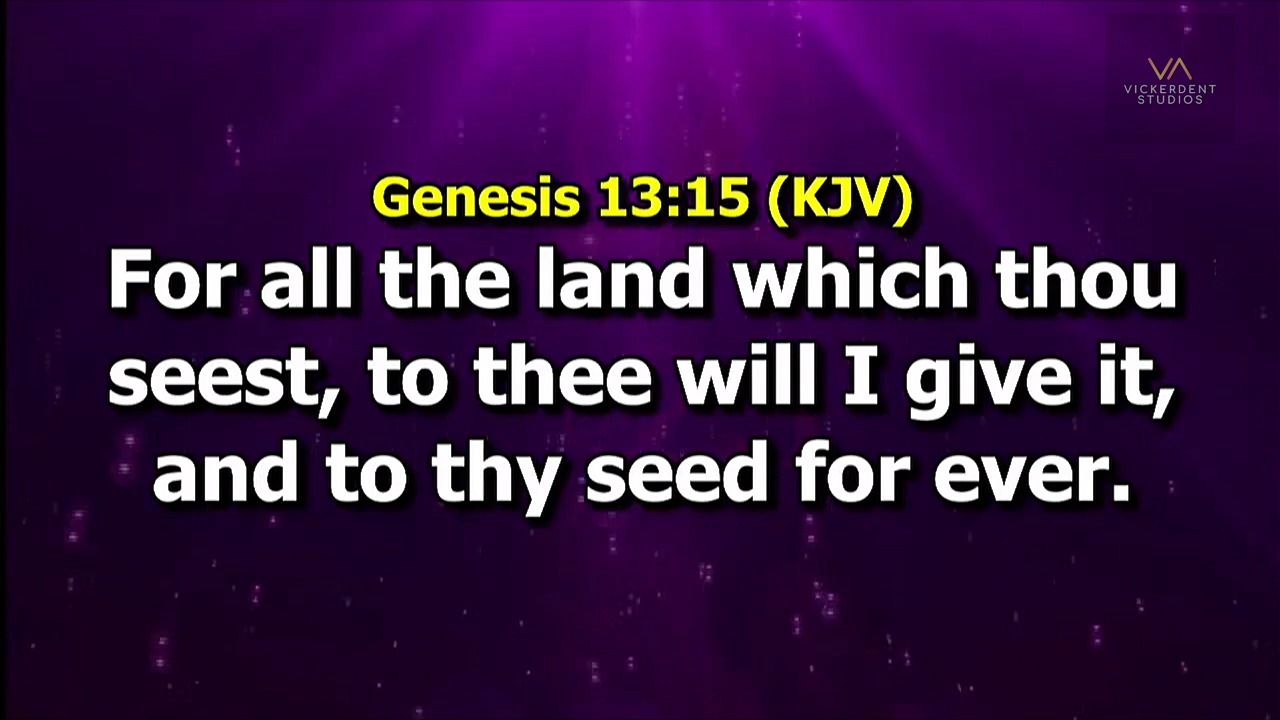 VICKERDENT
STUDIOS
Genesis 13:15 (KJV)
For all the land which thou
seest, to thee will I give it,
and to thy seed for ever.